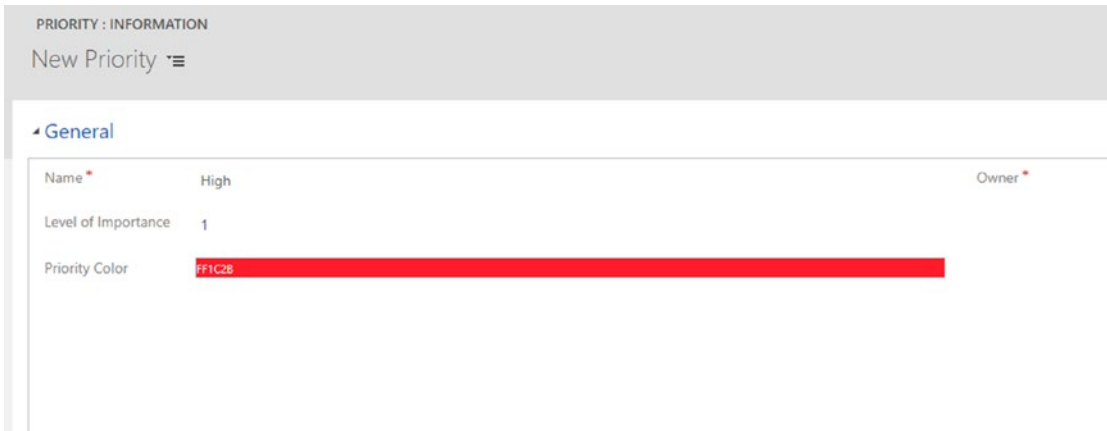 PRIORITY : INFORMATION
New Priority
General
Name * High Owner *
Level of Importance 1
Priority Color FF1C2B